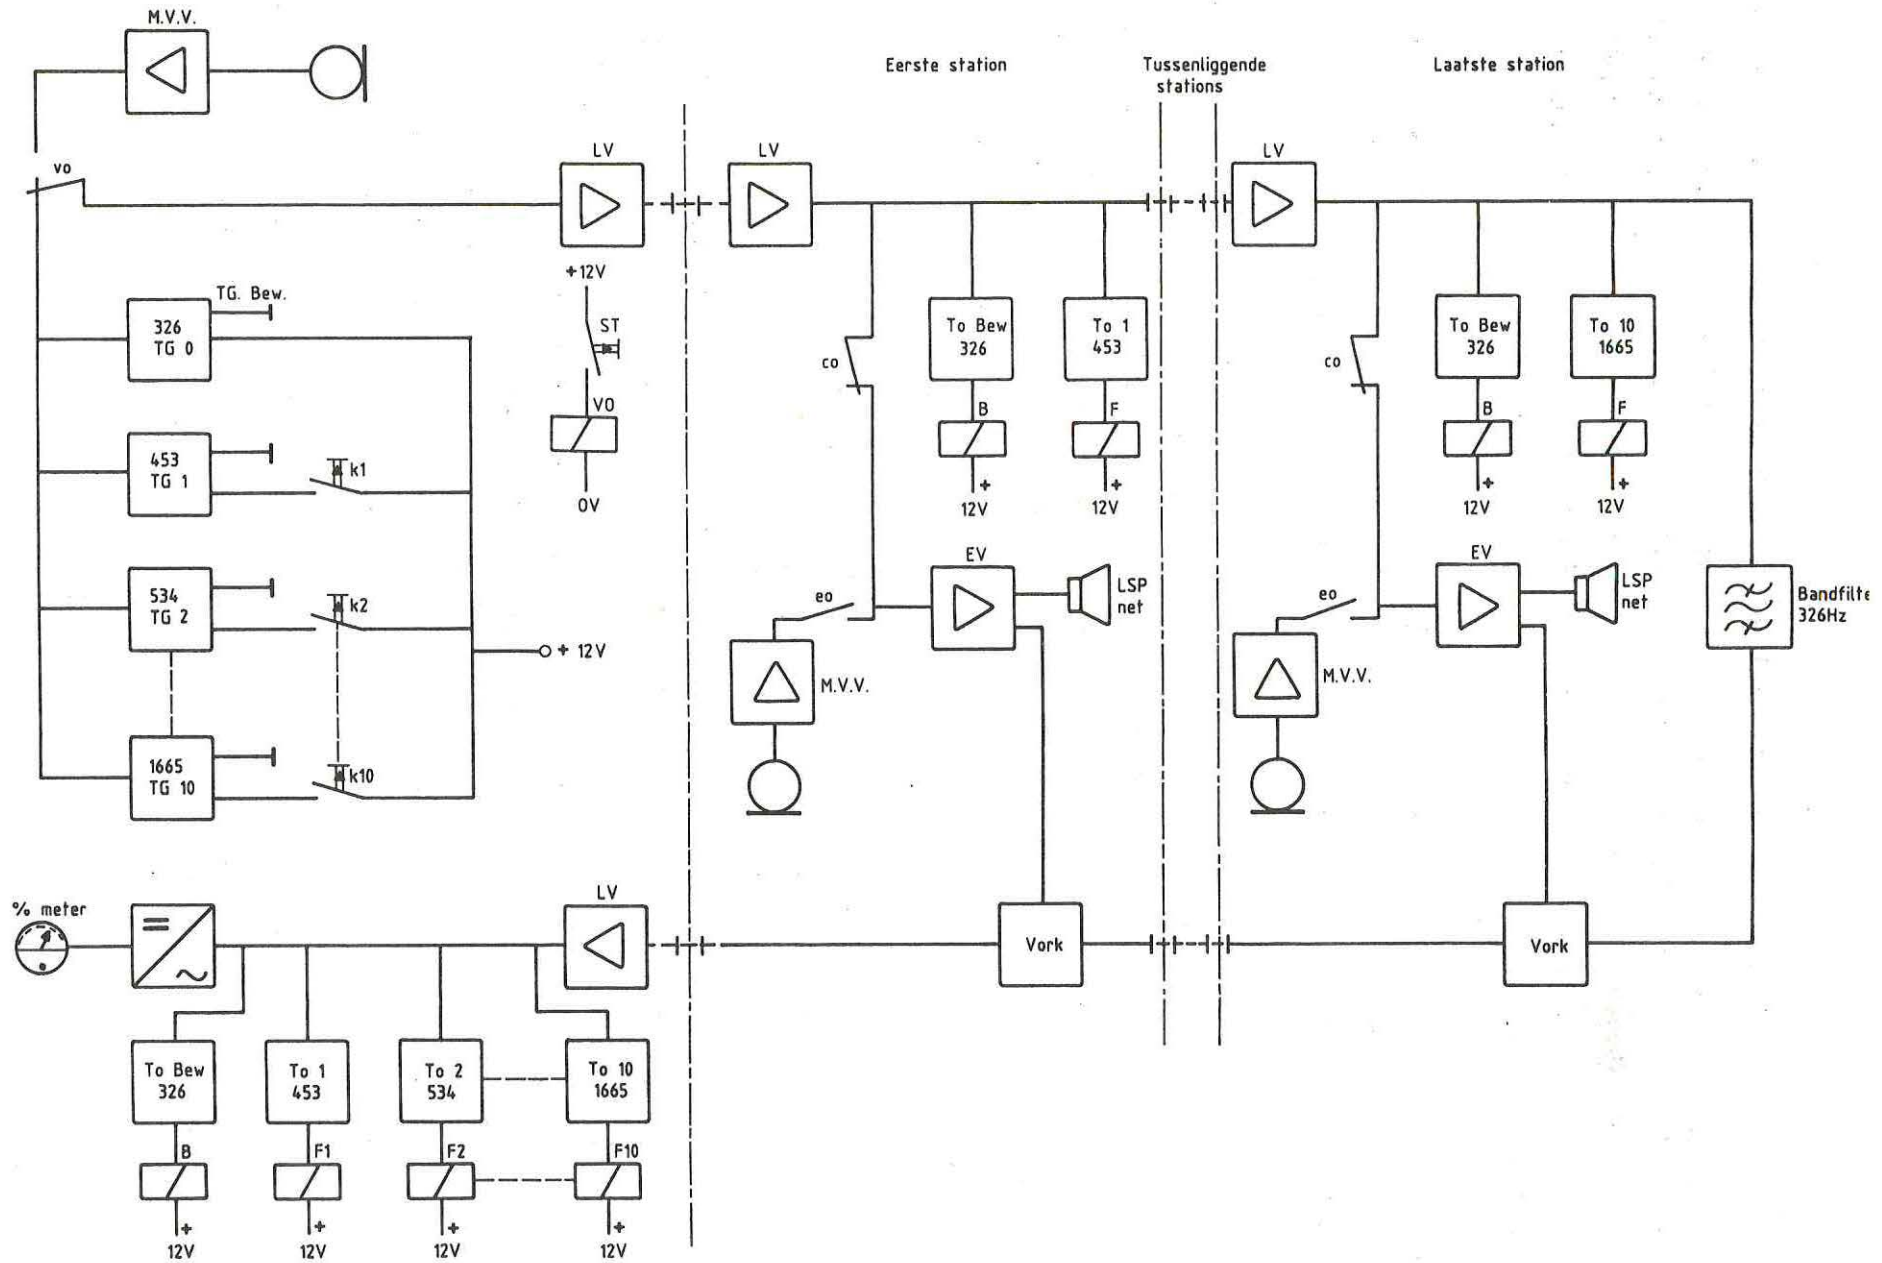 M.V.V.
Eerste station
Tussenliggende
stations
Laatste station
vo
LV
LV
LV
+12V
ST
VO
0V
TG. Bew.
326
TG 0
453
TG 1
k1
534
TG 2
k2
+ 12V
1665
TG 10
k10
co
To Bew
326
B
+
12V
To 1
453
F
+
12V
EV
LSP
net
eo
M.V.V.
Vork
co
To Bew
326
B
+
12V
To 10
1665
F
+
12V
EV
LSP
net
eo
M.V.V.
Vork
Bandfilte
326Hz
% meter
LV
To Bew
326
B
+
12V
To 1
453
F1
+
12V
To 2
534
F2
+
12V
To 10
1665
F10
+
12V